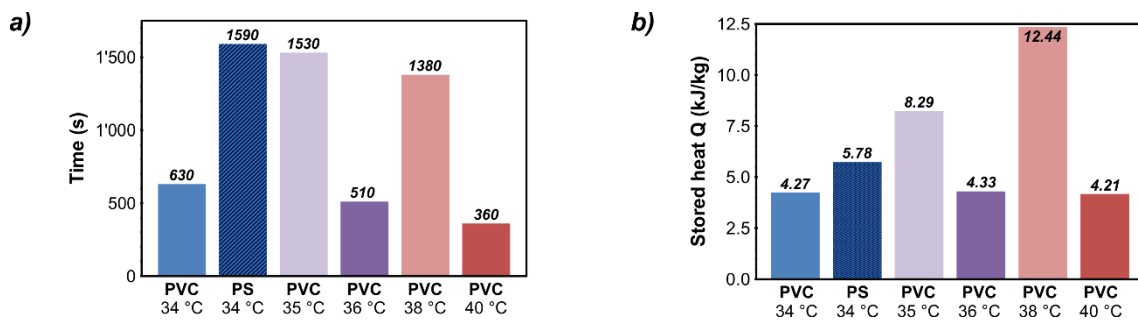 a)
Time (s)
1'500
1'000
500
0
630
1590
1530
510
1380
360
PVC PS PVC PVC PVC PVC
34 °C 34 °C 35 °C 36 °C 38 °C 40 °C
b)
Stored heat Q (kJ/kg)
12.5
10.0
7.5
5.0
2.5
0.0
4.27
5.78
8.29
4.33
12.44
4.21
PVC PS PVC PVC PVC PVC
34 °C 34 °C 35 °C 36 °C 38 °C 40 °C